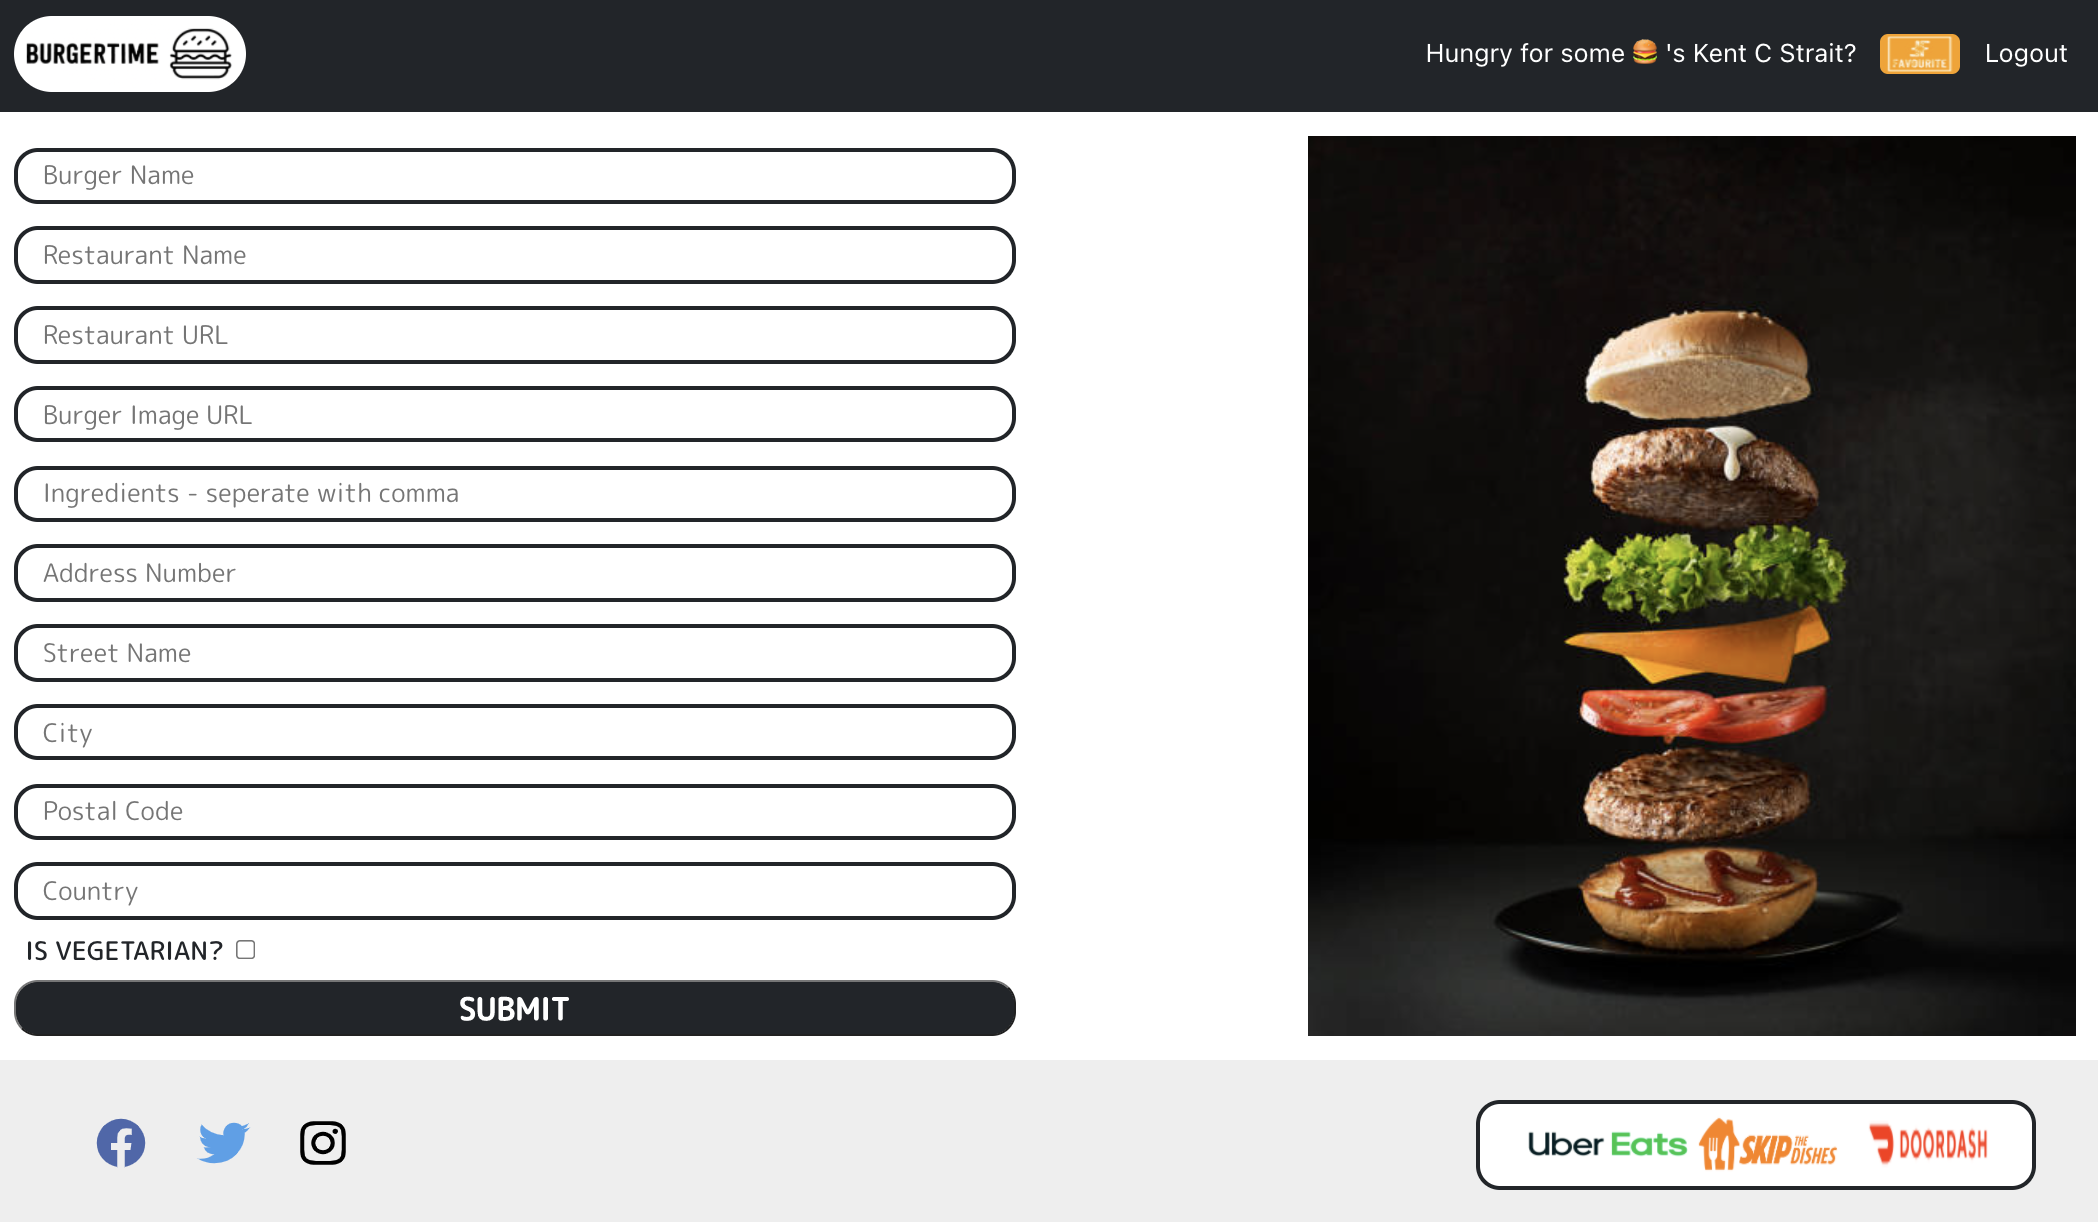 BURGERTIME
Hungry for some 🍔 's Kent C Strait?
FAVOURITE
Logout
Burger Name
Restaurant Name
Restaurant URL
Burger Image URL
Ingredients - seperate with comma
Address Number
Street Name
City
Postal Code
Country
IS VEGETARIAN?
SUBMIT
Uber Eats
SKIP THE DISHES
DOORDASH